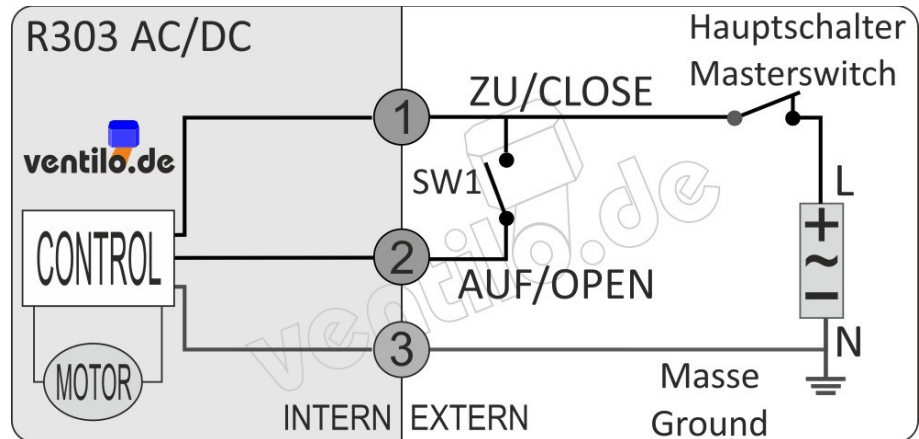 R303 AC/DC
ventilo.de
CONTROL
MOTOR
INTERN
EXTERN
1
2
3
ZU/CLOSE
SW1
AUF/OPEN
Hauptschalter
Masterswitch
L
+
~
−
N
Masse
Ground
ventilo.de